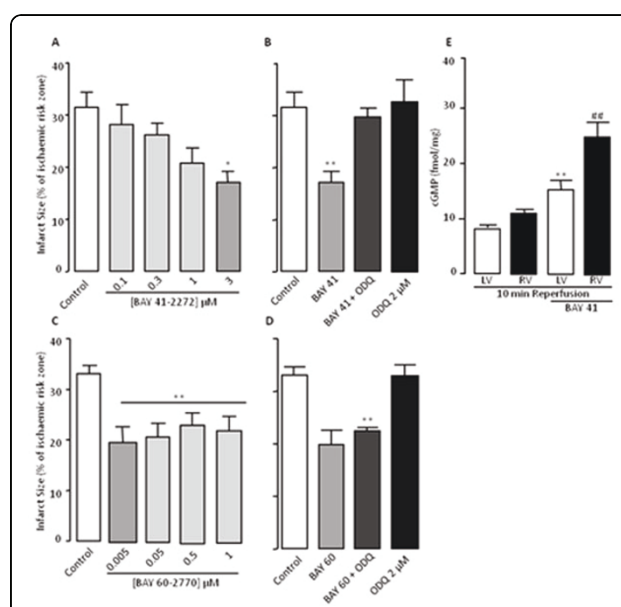 A
Infarct Size (% of ischaemic risk zone)
40
30
20
10
0
*
Control
0.1
0.3
1
3
[BAY 41-2272] μM
B
**
Control
BAY 41
BAY 41+ ODQ
ODQ 2 μM
E
cGMP (fmol/mg)
40
30
20
10
0
**
##
LV
RV
LV
RV
10 min Reperfusion
BAY 41
C
Infarct Size (% of ischaemic risk zone)
40
30
20
10
0
**
Control
0.005
0.05
0.5
1
[BAY 60-2770] μM
D
**
Control
BAY 60
BAY 60 + ODQ
ODQ 2 μM